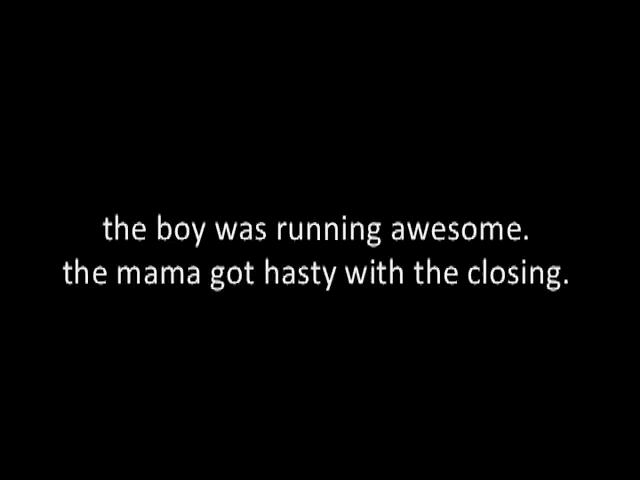 the boy was running awesome.
the mama got hasty with the closing.